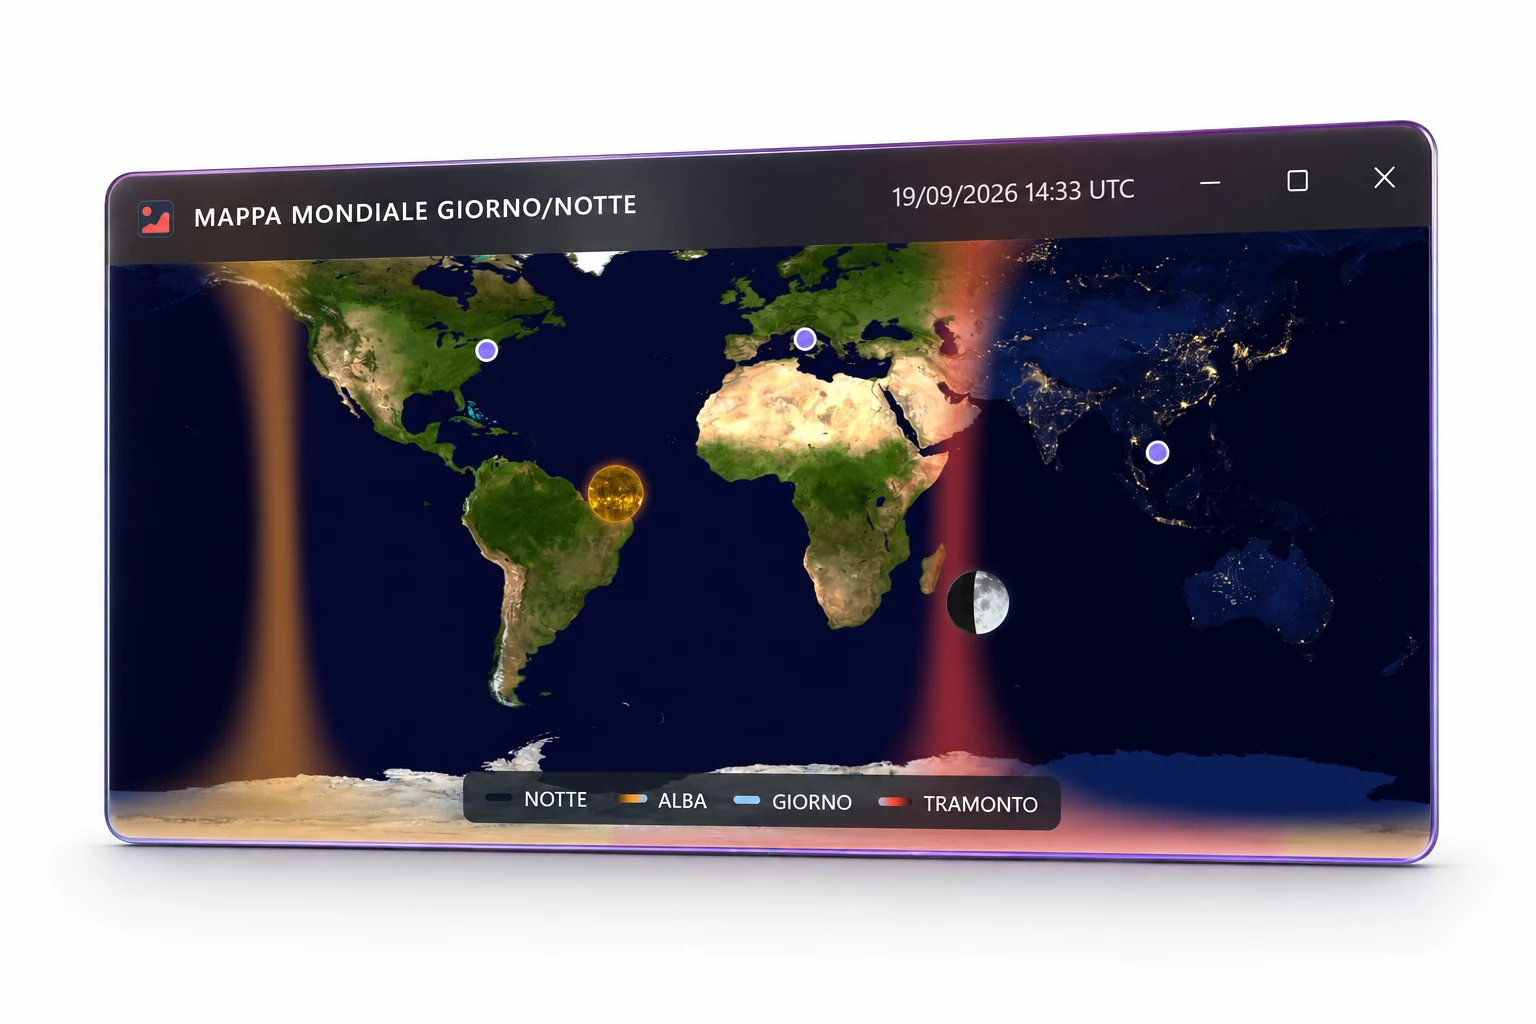 MAPPA MONDIALE GIORNO/NOTTE
19/09/2026 14:33 UTC
NOTTE ALBA GIORNO TRAMONTO